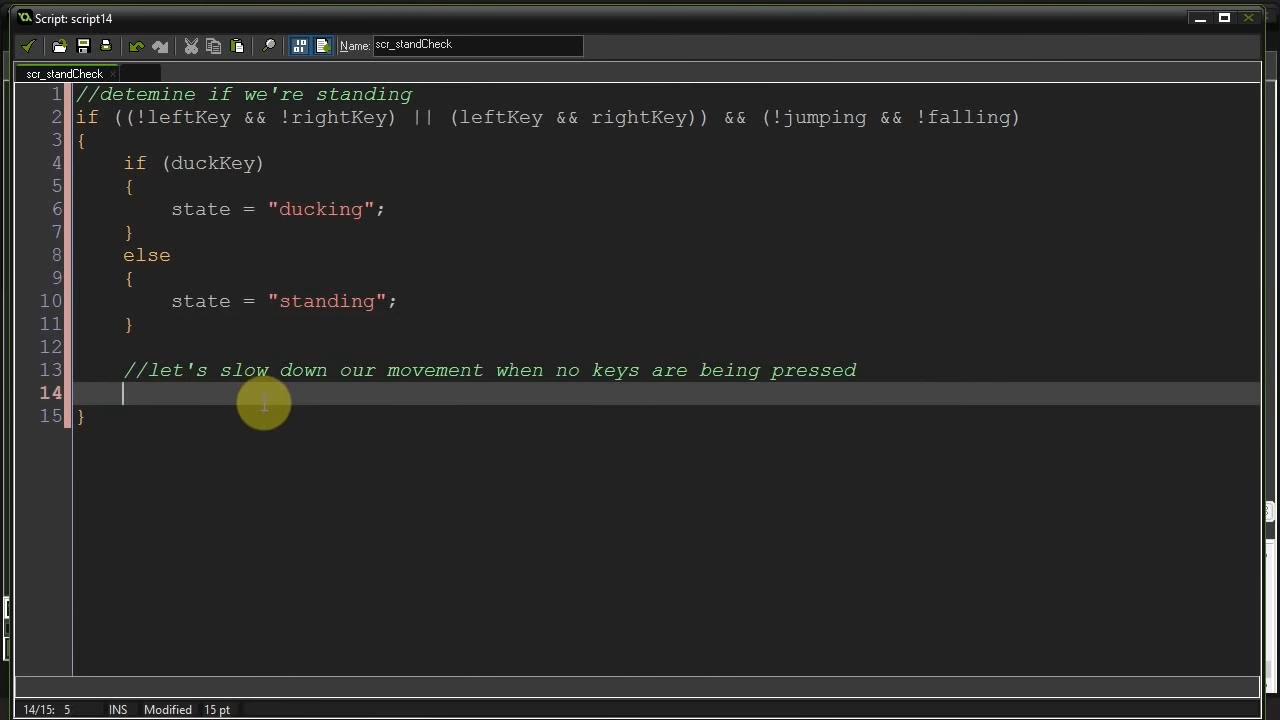 Script: script14
Name: scr_standCheck
scr_standCheck
1 //detemine if we're standing
2 if ((!leftKey && !rightKey) || (leftKey && rightKey)) && (!jumping && !falling)
3 {
4 if (duckKey)
5 {
6 state = "ducking";
7 }
8 else
9 {
10 state = "standing";
11 }
12
13 //let's slow down our movement when no keys are being pressed
14
15 }
14/15: 5 INS Modified 15 pt